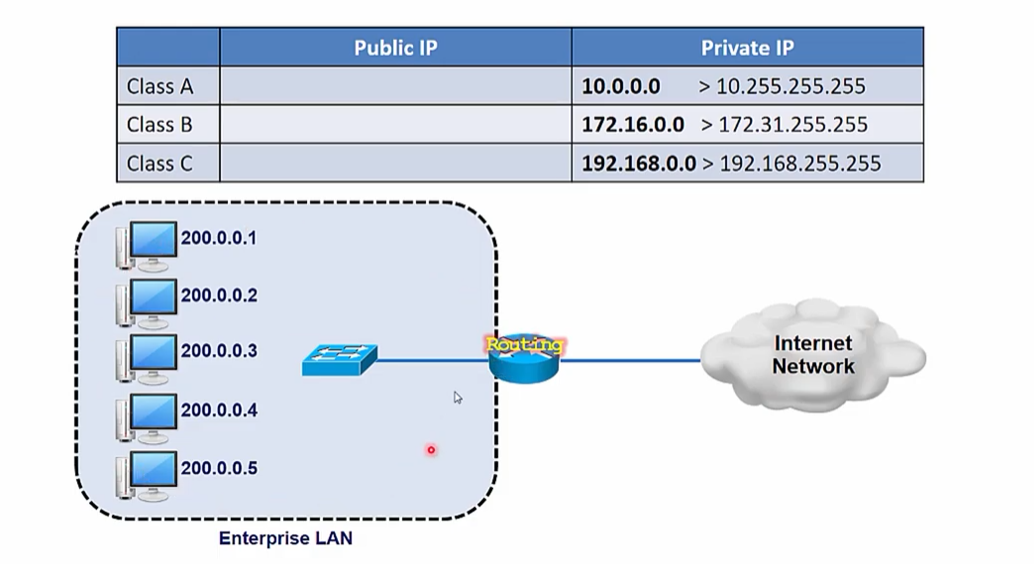 Public IP Private IP
Class A 10.0.0.0 > 10.255.255.255
Class B 172.16.0.0 > 172.31.255.255
Class C 192.168.0.0 > 192.168.255.255
200.0.0.1
200.0.0.2
200.0.0.3
200.0.0.4
200.0.0.5
Routing
Internet
Network
Enterprise LAN